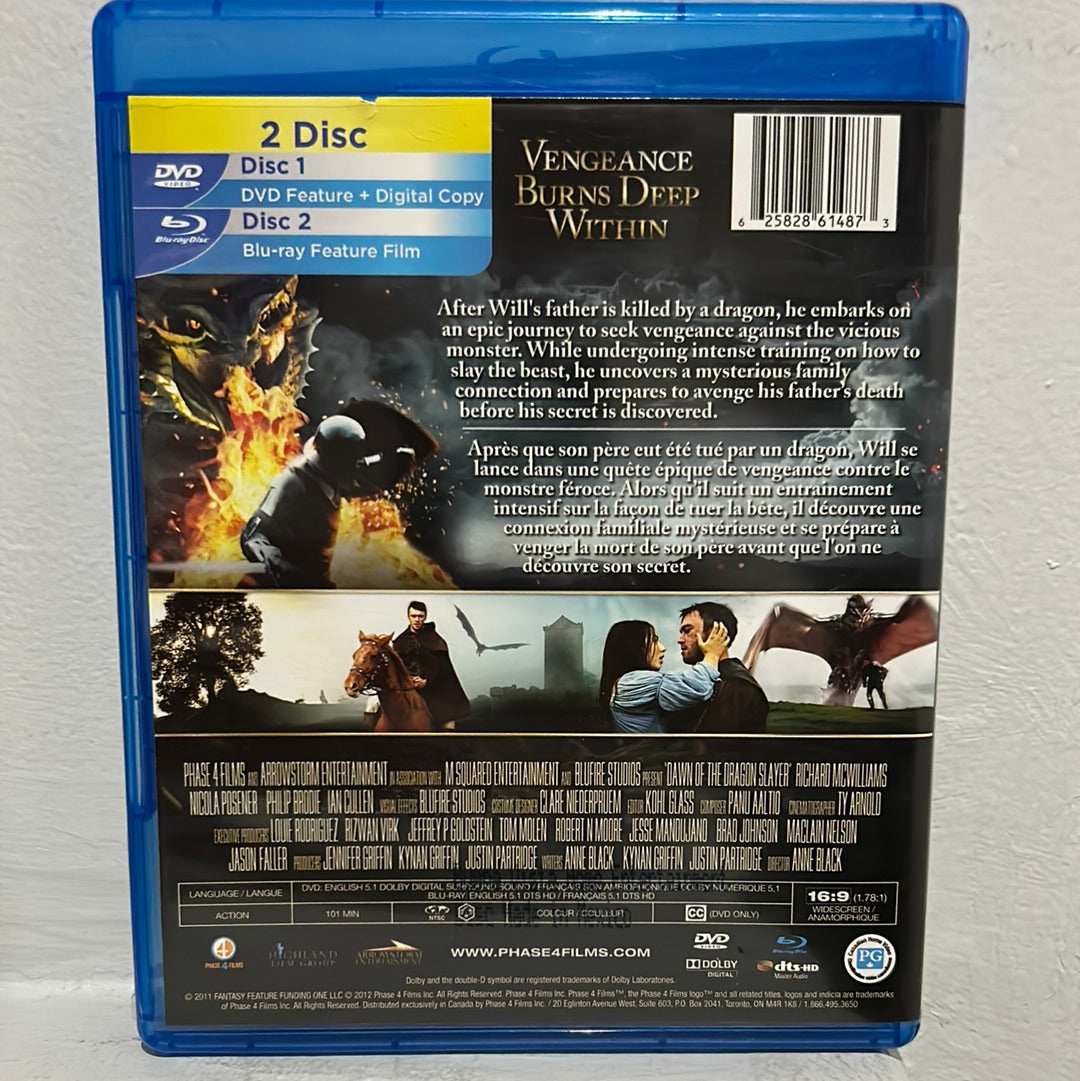 2 Disc
DVD
VIDEO
Disc 1
DVD Feature + Digital Copy
Blu-ray Disc
Disc 2
Blu-ray Feature Film
VENGEANCE
BURNS DEEP
WITHIN
6 25828 61487 3
After Will's father is killed by a dragon, he embarks on
an epic journey to seek vengeance against the vicious
monster. While undergoing intense training on how to
slay the beast, he uncovers a mysterious family
connection and prepares to avenge his father's death
before his secret is discovered.
Après que son père eut été tué par un dragon, Will se
lance dans une quête épique de vengeance contre le
monstre féroce. Alors qu'il suit un entrainement
intensif sur la façon de tuer la bête, il découvre une
connexion familiale mystérieuse et se prépare à
venger la mort de son père avant que l'on ne
découvre son secret.
PHASE 4 FILMS AND ARROWSTORM ENTERTAINMENT IN ASSOCIATION WITH M SQUARED ENTERTAINMENT AND BLUFIRE STUDIOS PRESENT "DAWN OF THE DRAGON SLAYER" RICHARD MCWILLIAMS
NICOLA POSENER PHILIP BRODIE IAN CULLEN VISUAL EFFECTS BLUFIRE STUDIOS COSTUME DESIGNER CLARE NIEDERPRUEM EDITOR KOHL GLASS COMPOSER PANU AALTIO CINEMATOGRAPHER TY ARNOLD
EXECUTIVE PRODUCERS LOUIE RODRIGUEZ RIZWAN VIRK JEFFREY P GOLDSTEIN TOM MOLEN ROBERT N MOORE JESSE MANDUJANO BRAD JOHNSON MACLAIN NELSON
JASON FALLER PRODUCERS JENNIFER GRIFFIN KYNAN GRIFFIN JUSTIN PARTRIDGE WRITERS ANNE BLACK KYNAN GRIFFIN JUSTIN PARTRIDGE DIRECTOR ANNE BLACK
LANGUAGE / LANGUE
DVD: ENGLISH 5.1 DOLBY DIGITAL SURROUND SOUND / FRANÇAIS SON AMBIOPHONIQUE DOLBY NUMERIQUE 5.1
BLU-RAY: ENGLISH 5.1 DTS HD / FRANÇAIS 5.1 DTS HD
16:9 (1.78:1)
WIDESCREEN /
ANAMORPHIQUE
ACTION
101 MIN
NTSC
COLOUR / COULEUR
CC (DVD ONLY)
Disc Made in Mexico
4
PHASE 4 FILMS
HIGHLAND
FILM GROUP
ARROWSTORM
ENTERTAINMENT
WWW.PHASE4FILMS.COM
DVD
VIDEO
DOLBY
DIGITAL
Blu-ray Disc
dts-HD
Master Audio
Canadian Home Video
PG
Dolby and the double-D symbol are registered trademarks of Dolby Laboratories.
© 2011 FANTASY FEATURE FUNDING ONE LLC © 2012 Phase 4 Films Inc. All Rights Reserved. Phase 4 Films Inc. Phase 4 Films™, the Phase 4 Films logo™ and all related titles, logos and indicia are trademarks
of Phase 4 Films Inc. All Rights Reserved. Distributed exclusively in Canada by Phase 4 Films Inc. / 20 Eglinton Avenue West, Suite 603, P.O. Box 2041, Toronto, ON M4R 1K8 / 1.866.495.3650